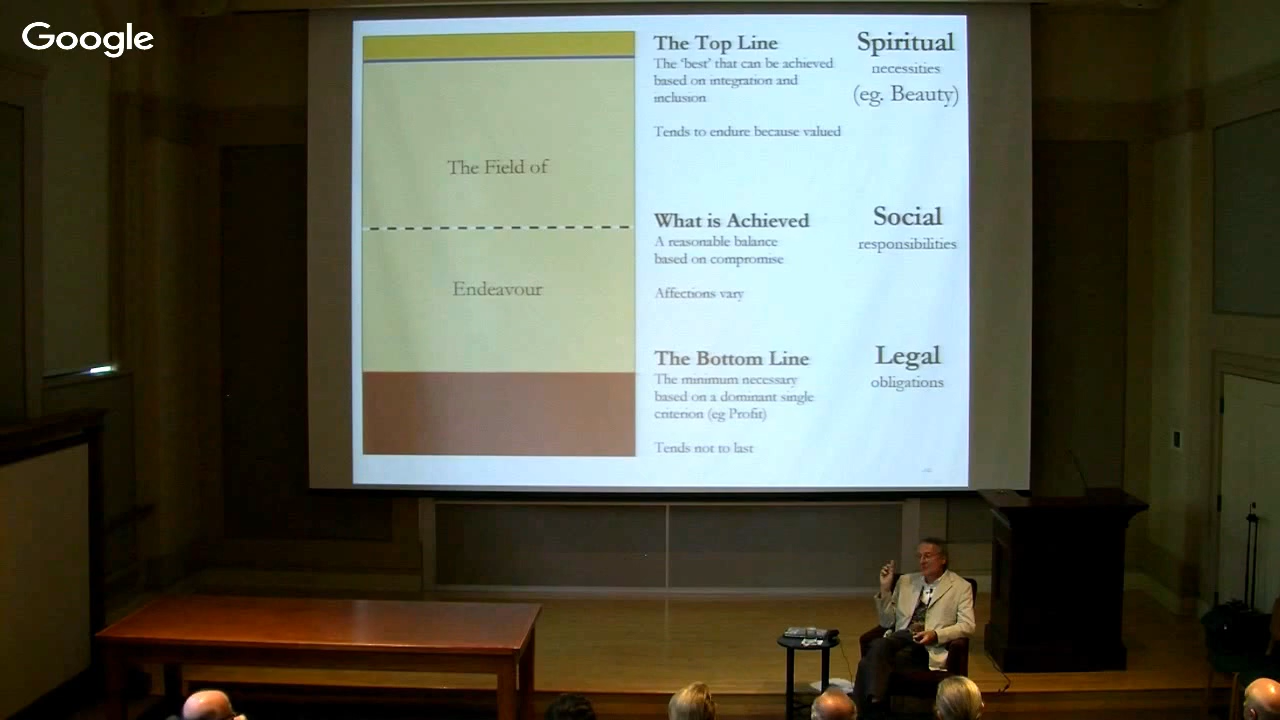 Google
The Field of
Endeavour
The Top Line
The 'best' that can be achieved
based on integration and
inclusion
Tends to endure because valued
Spiritual
necessities
(eg. Beauty)
What is Achieved
A reasonable balance
based on compromise
Affections vary
Social
responsibilities
The Bottom Line
The minimum necessary
based on a dominant single
criterion (eg Profit)
Tends not to last
Legal
obligations